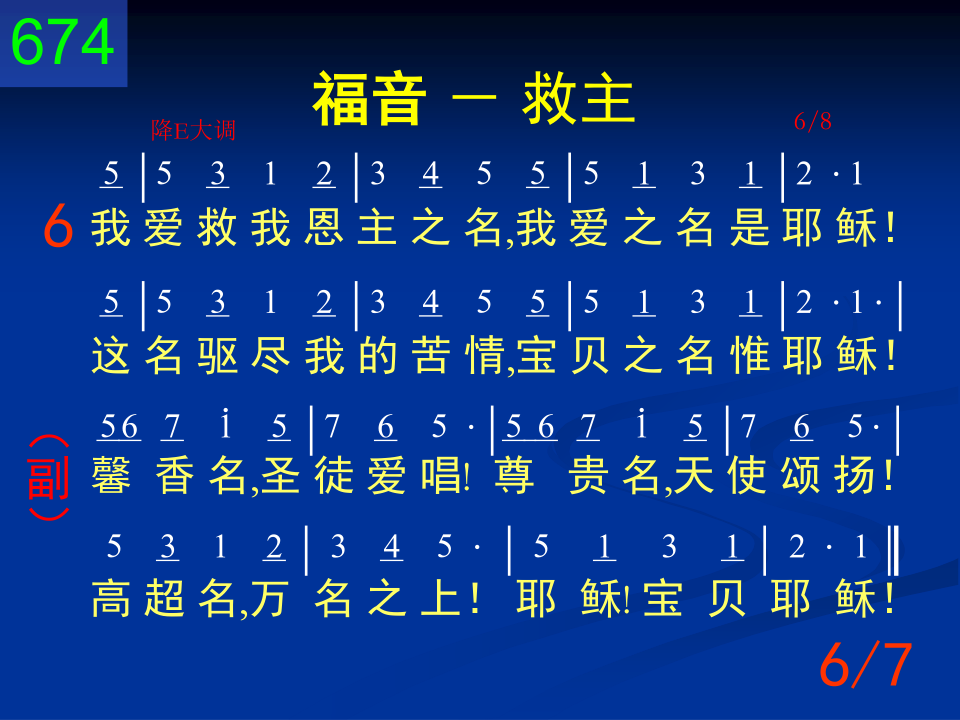 674
福音 － 救主
降E大调 6/8
5 | 5 3 1 2 | 3 4 5 5 | 5 1 3 1 | 2 · 1
6 我爱救我恩主之名,我爱之名是耶稣!
5 | 5 3 1 2 | 3 4 5 5 | 5 1 3 1 | 2 · 1 · |
这名驱尽我的苦情,宝贝之名惟耶稣!
56 7 i 5 | 7 6 5 · | 5 6 7 i 5 | 7 6 5 · |
(副) 馨香名,圣徒爱唱! 尊贵名,天使颂扬!
5 3 1 2 | 3 4 5 · | 5 1 3 1 | 2 · 1 ‖
高超名,万名之上! 耶稣! 宝贝耶稣!
6/7